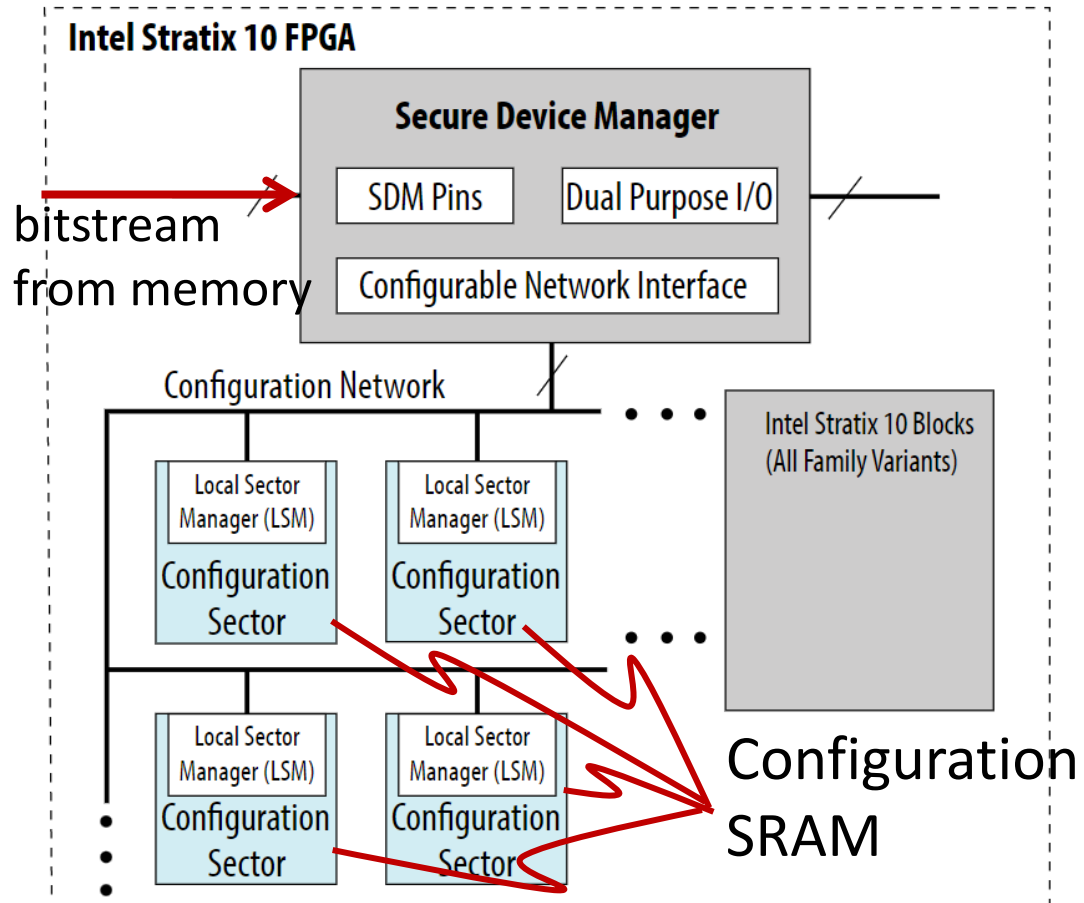 Intel Stratix 10 FPGA
Secure Device Manager
SDM Pins
Dual Purpose I/O
bitstream
from memory
Configurable Network Interface
Configuration Network
Intel Stratix 10 Blocks
(All Family Variants)
Local Sector
Manager (LSM)
Configuration
Sector
Local Sector
Manager (LSM)
Configuration
Sector
Local Sector
Manager (LSM)
Configuration
Sector
Local Sector
Manager (LSM)
Configuration
Sector
Configuration
SRAM